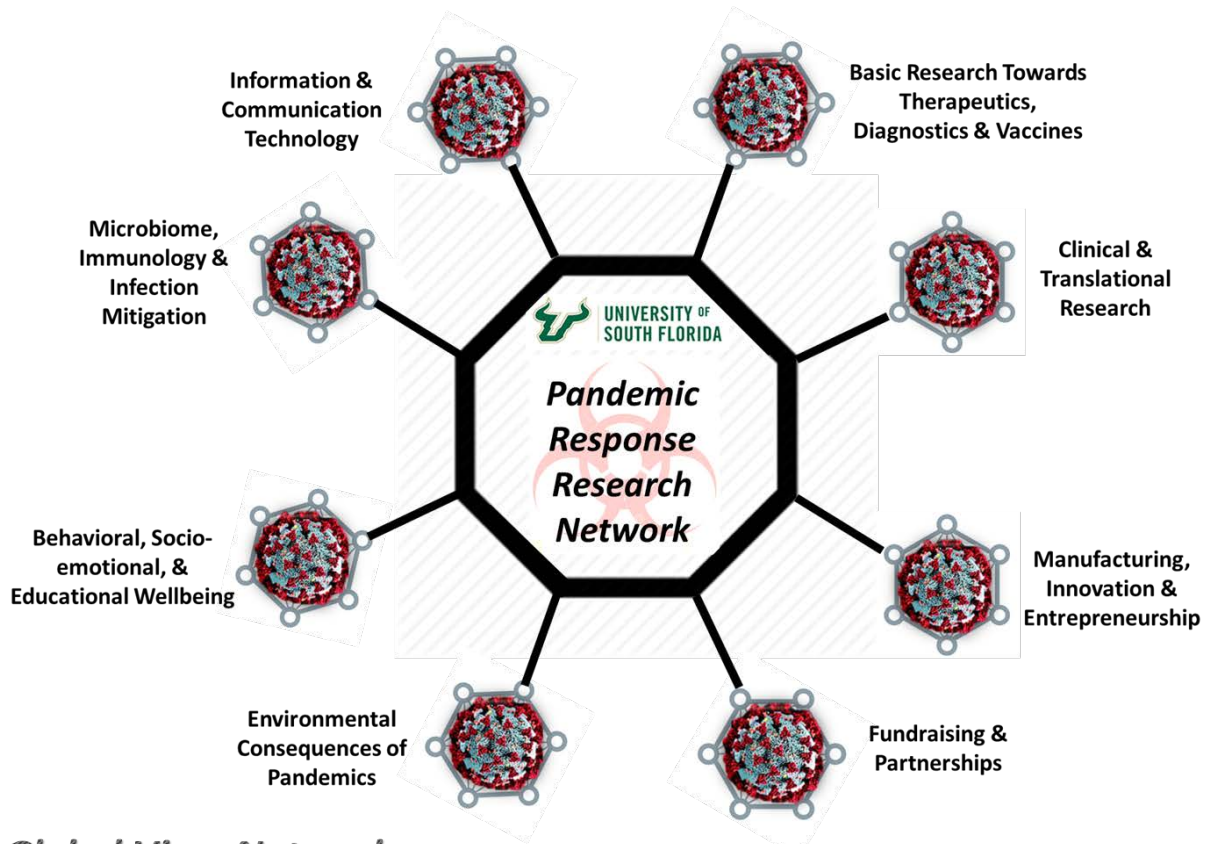 Information &
Communication
Technology
Basic Research Towards
Therapeutics,
Diagnostics & Vaccines
Microbiome,
Immunology &
Infection
Mitigation
Clinical &
Translational
Research
UNIVERSITY OF
SOUTH FLORIDA
Pandemic
Response
Research
Network
Behavioral, Socio-
emotional, &
Educational Wellbeing
Manufacturing,
Innovation &
Entrepreneurship
Environmental
Consequences of
Pandemics
Fundraising &
Partnerships